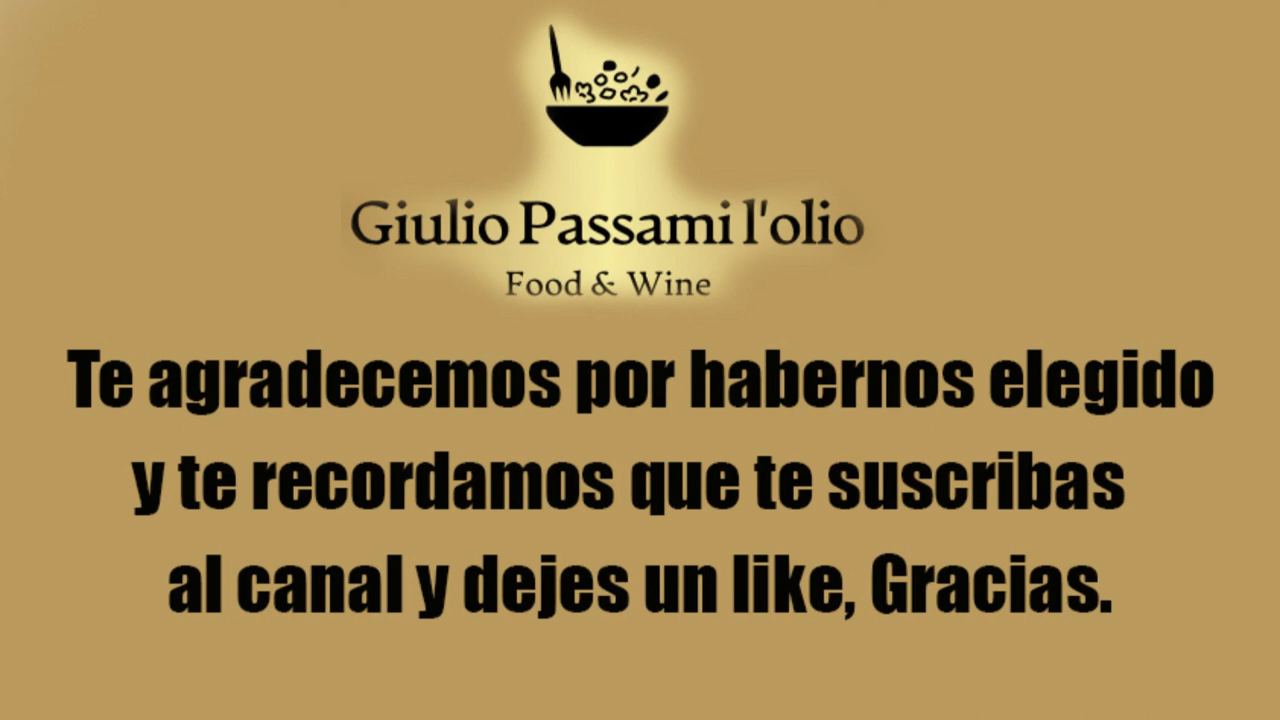 Giulio Passami l'olio
Food & Wine
Te agradecemos por habernos elegido
y te recordamos que te suscribas
al canal y dejes un like, Gracias.